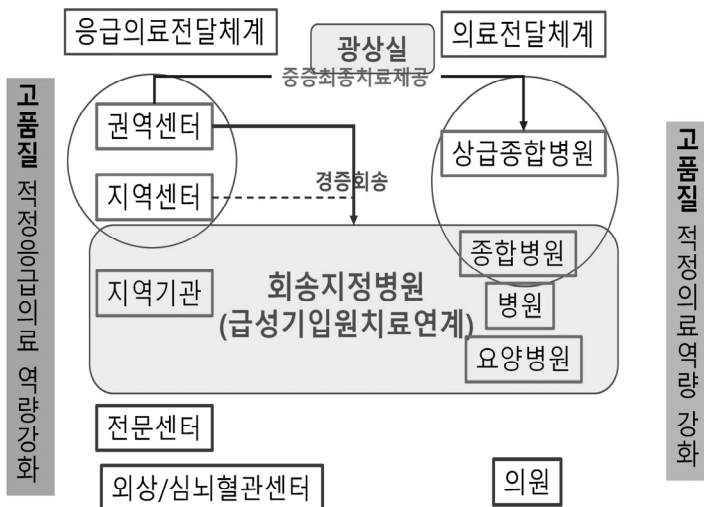 응급의료전달체계
광상실
의료전달체계
중증최종치료제공
고품질 적정응급의료 역량강화
권역센터
상급종합병원
고품질 적정의료역량 강화
지역센터
경증회송
종합병원
지역기관
회송지정병원
(급성기입원치료연계)
병원
요양병원
전문센터
외상/심뇌혈관센터
의원